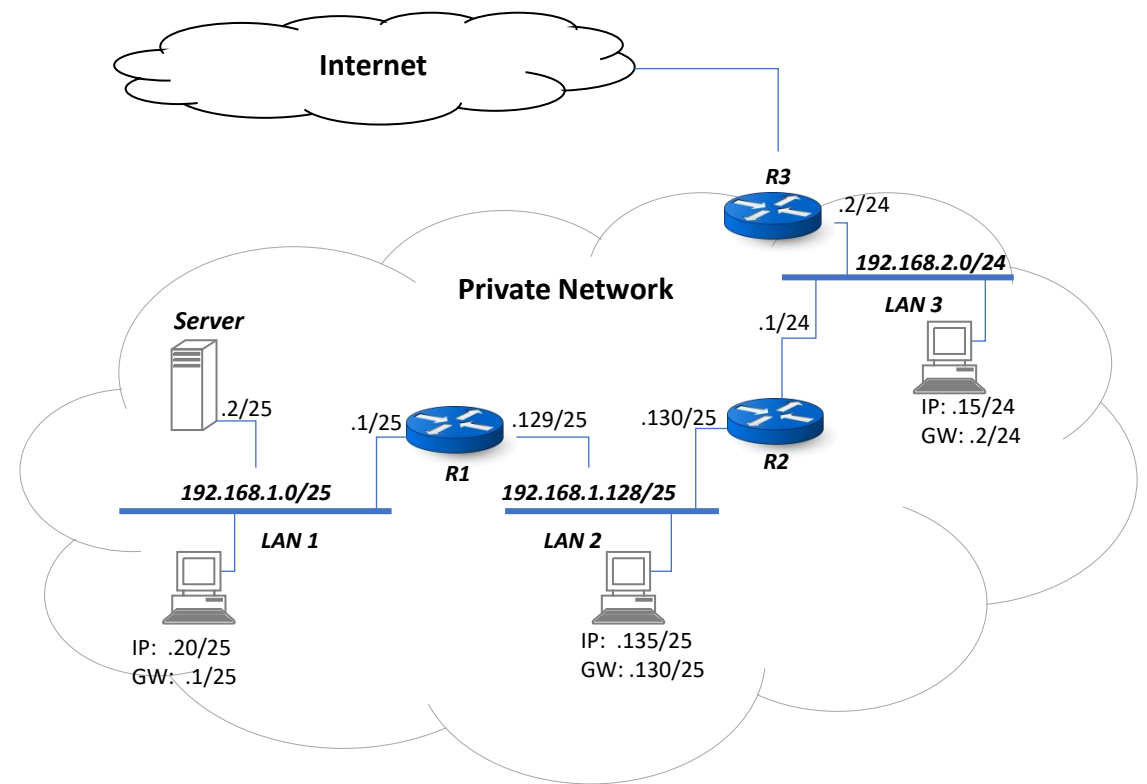 Internet
R3
.2/24
192.168.2.0/24
Private Network
LAN 3
Server
.1/24
.2/25
.1/25
.129/25
.130/25
IP: .15/24
GW: .2/24
R1
R2
192.168.1.0/25
192.168.1.128/25
LAN 1
LAN 2
IP: .20/25
GW: .1/25
IP: .135/25
GW: .130/25